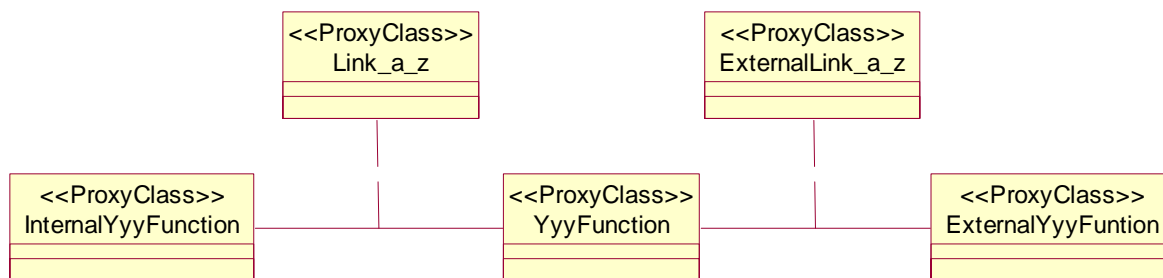 <<ProxyClass>>
Link_a_z
<<ProxyClass>>
ExternalLink_a_z
<<ProxyClass>>
InternalYyyFunction
<<ProxyClass>>
YyyFunction
<<ProxyClass>>
ExternalYyyFuntion